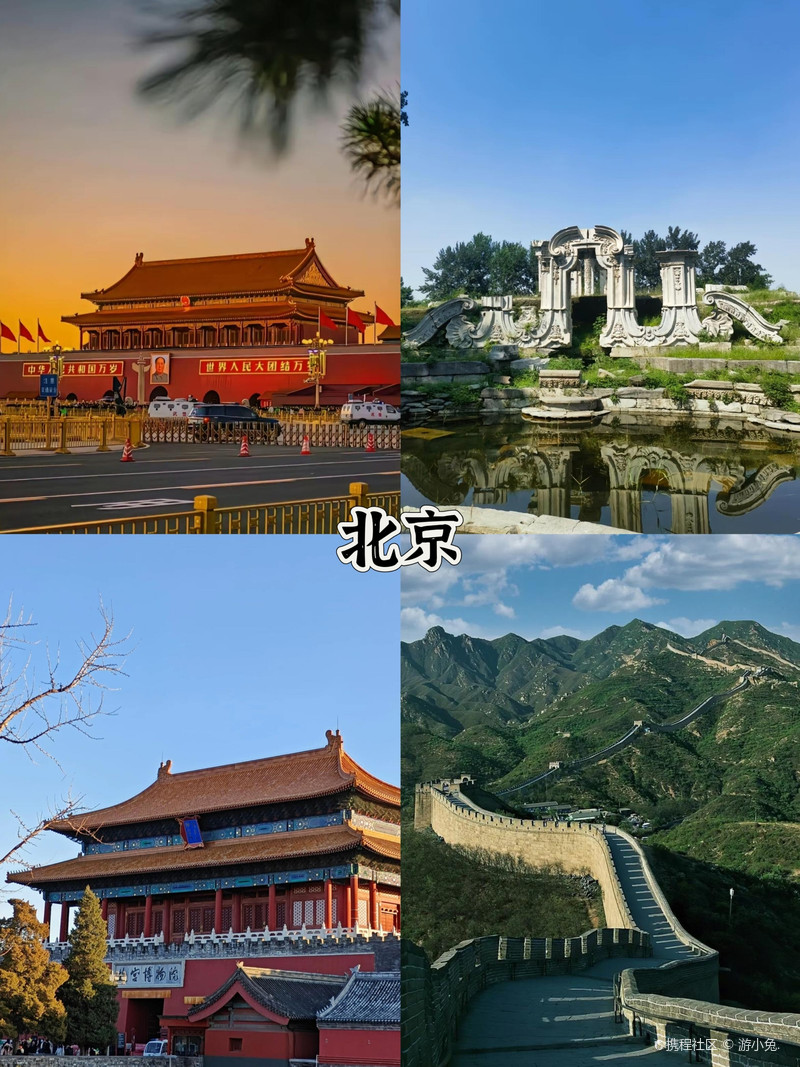 中华人民共和国万岁
世界人民大团结万
北京
故宫博物院
携程社区 © 游小兔.